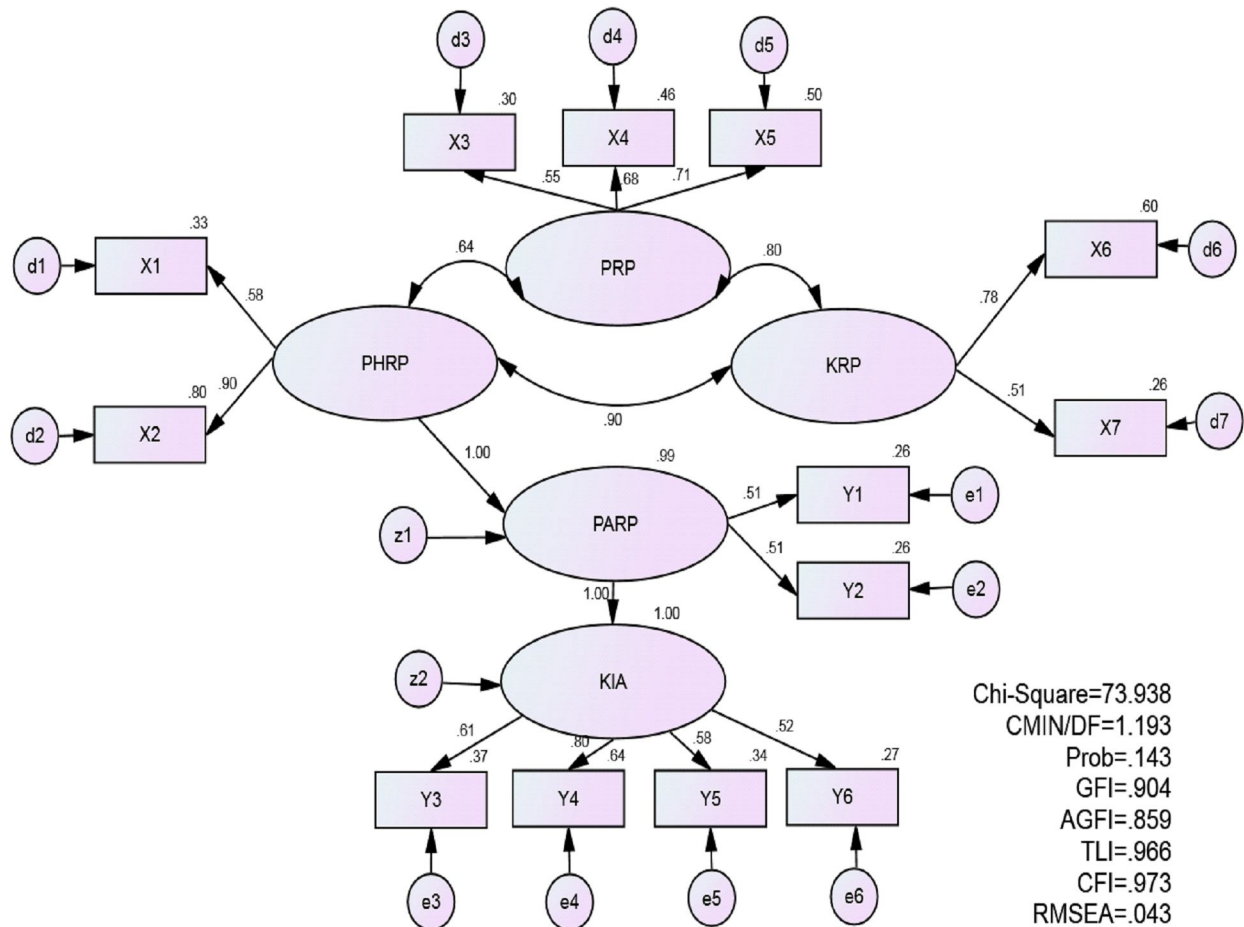 d3
d4
d5
.30
.46
.50
X3
X4
X5
.55
.68
.71
.33
.60
d1
X1
.64
PRP
.80
X6
d6
.58
.78
PHRP
KRP
.80
.90
.51
.26
d2
X2
.90
X7
d7
1.00
.99
.26
.51
Y1
e1
z1
PARP
.51
.26
Y2
e2
1.00
1.00
z2
KIA
.61
.80
.58
.52
.37
.64
.34
.27
Y3
Y4
Y5
Y6
e3
e4
e5
e6
Chi-Square=73.938
CMIN/DF=1.193
Prob=.143
GFI=.904
AGFI=.859
TLI=.966
CFI=.973
RMSEA=.043